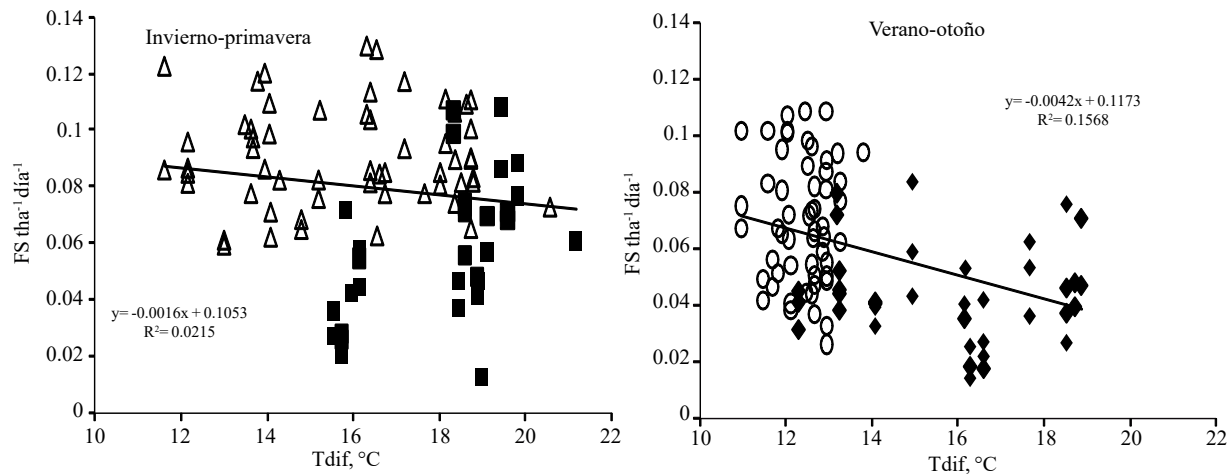 Invierno-primavera
FS tha⁻¹ día⁻¹
0.14
0.12
0.1
0.08
0.06
0.04
0.02
0
y= -0.0016x + 0.1053
R²= 0.0215
10 12 14 16 18 20 22
Tdif, °C
Verano-otoño
FS tha⁻¹ día⁻¹
0.14
0.12
0.1
0.08
0.06
0.04
0.02
0
y= -0.0042x + 0.1173
R²= 0.1568
10 12 14 16 18 20 22
Tdif, °C